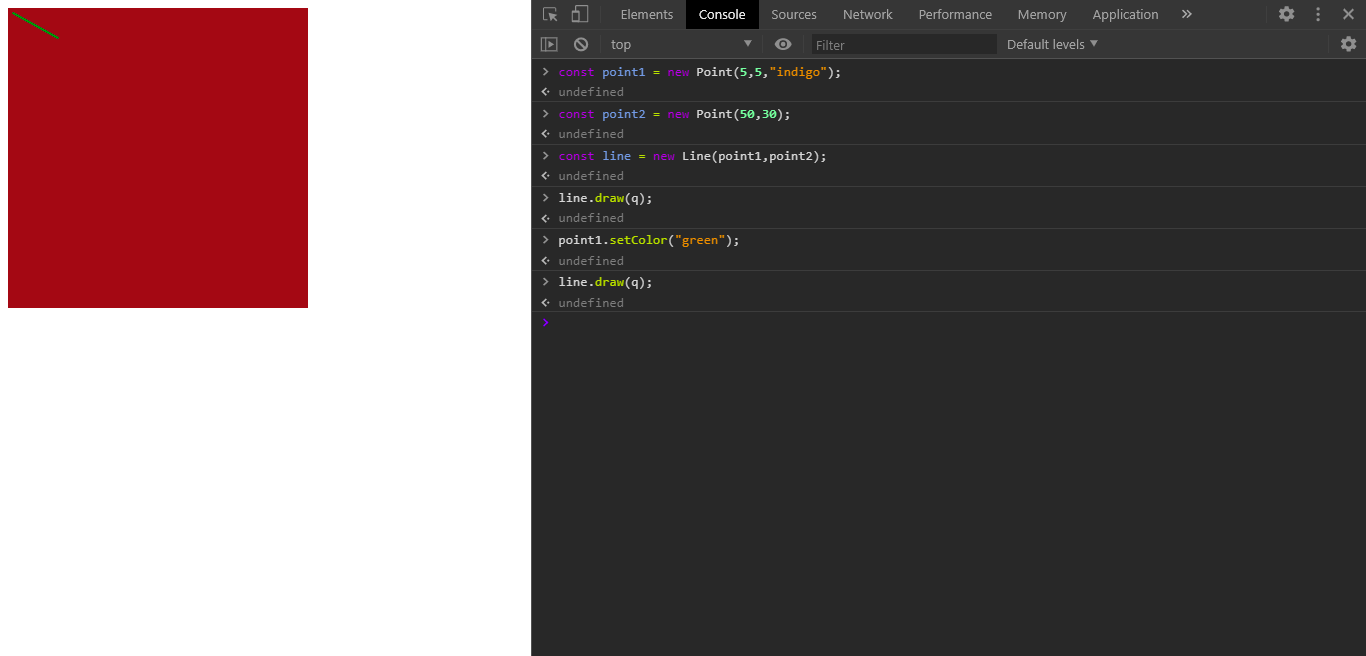 Elements Console Sources Network Performance Memory Application »
top Filter Default levels
const point1 = new Point(5,5,"indigo");
undefined
const point2 = new Point(50,30);
undefined
const line = new Line(point1,point2);
undefined
line.draw(q);
undefined
point1.setColor("green");
undefined
line.draw(q);
undefined